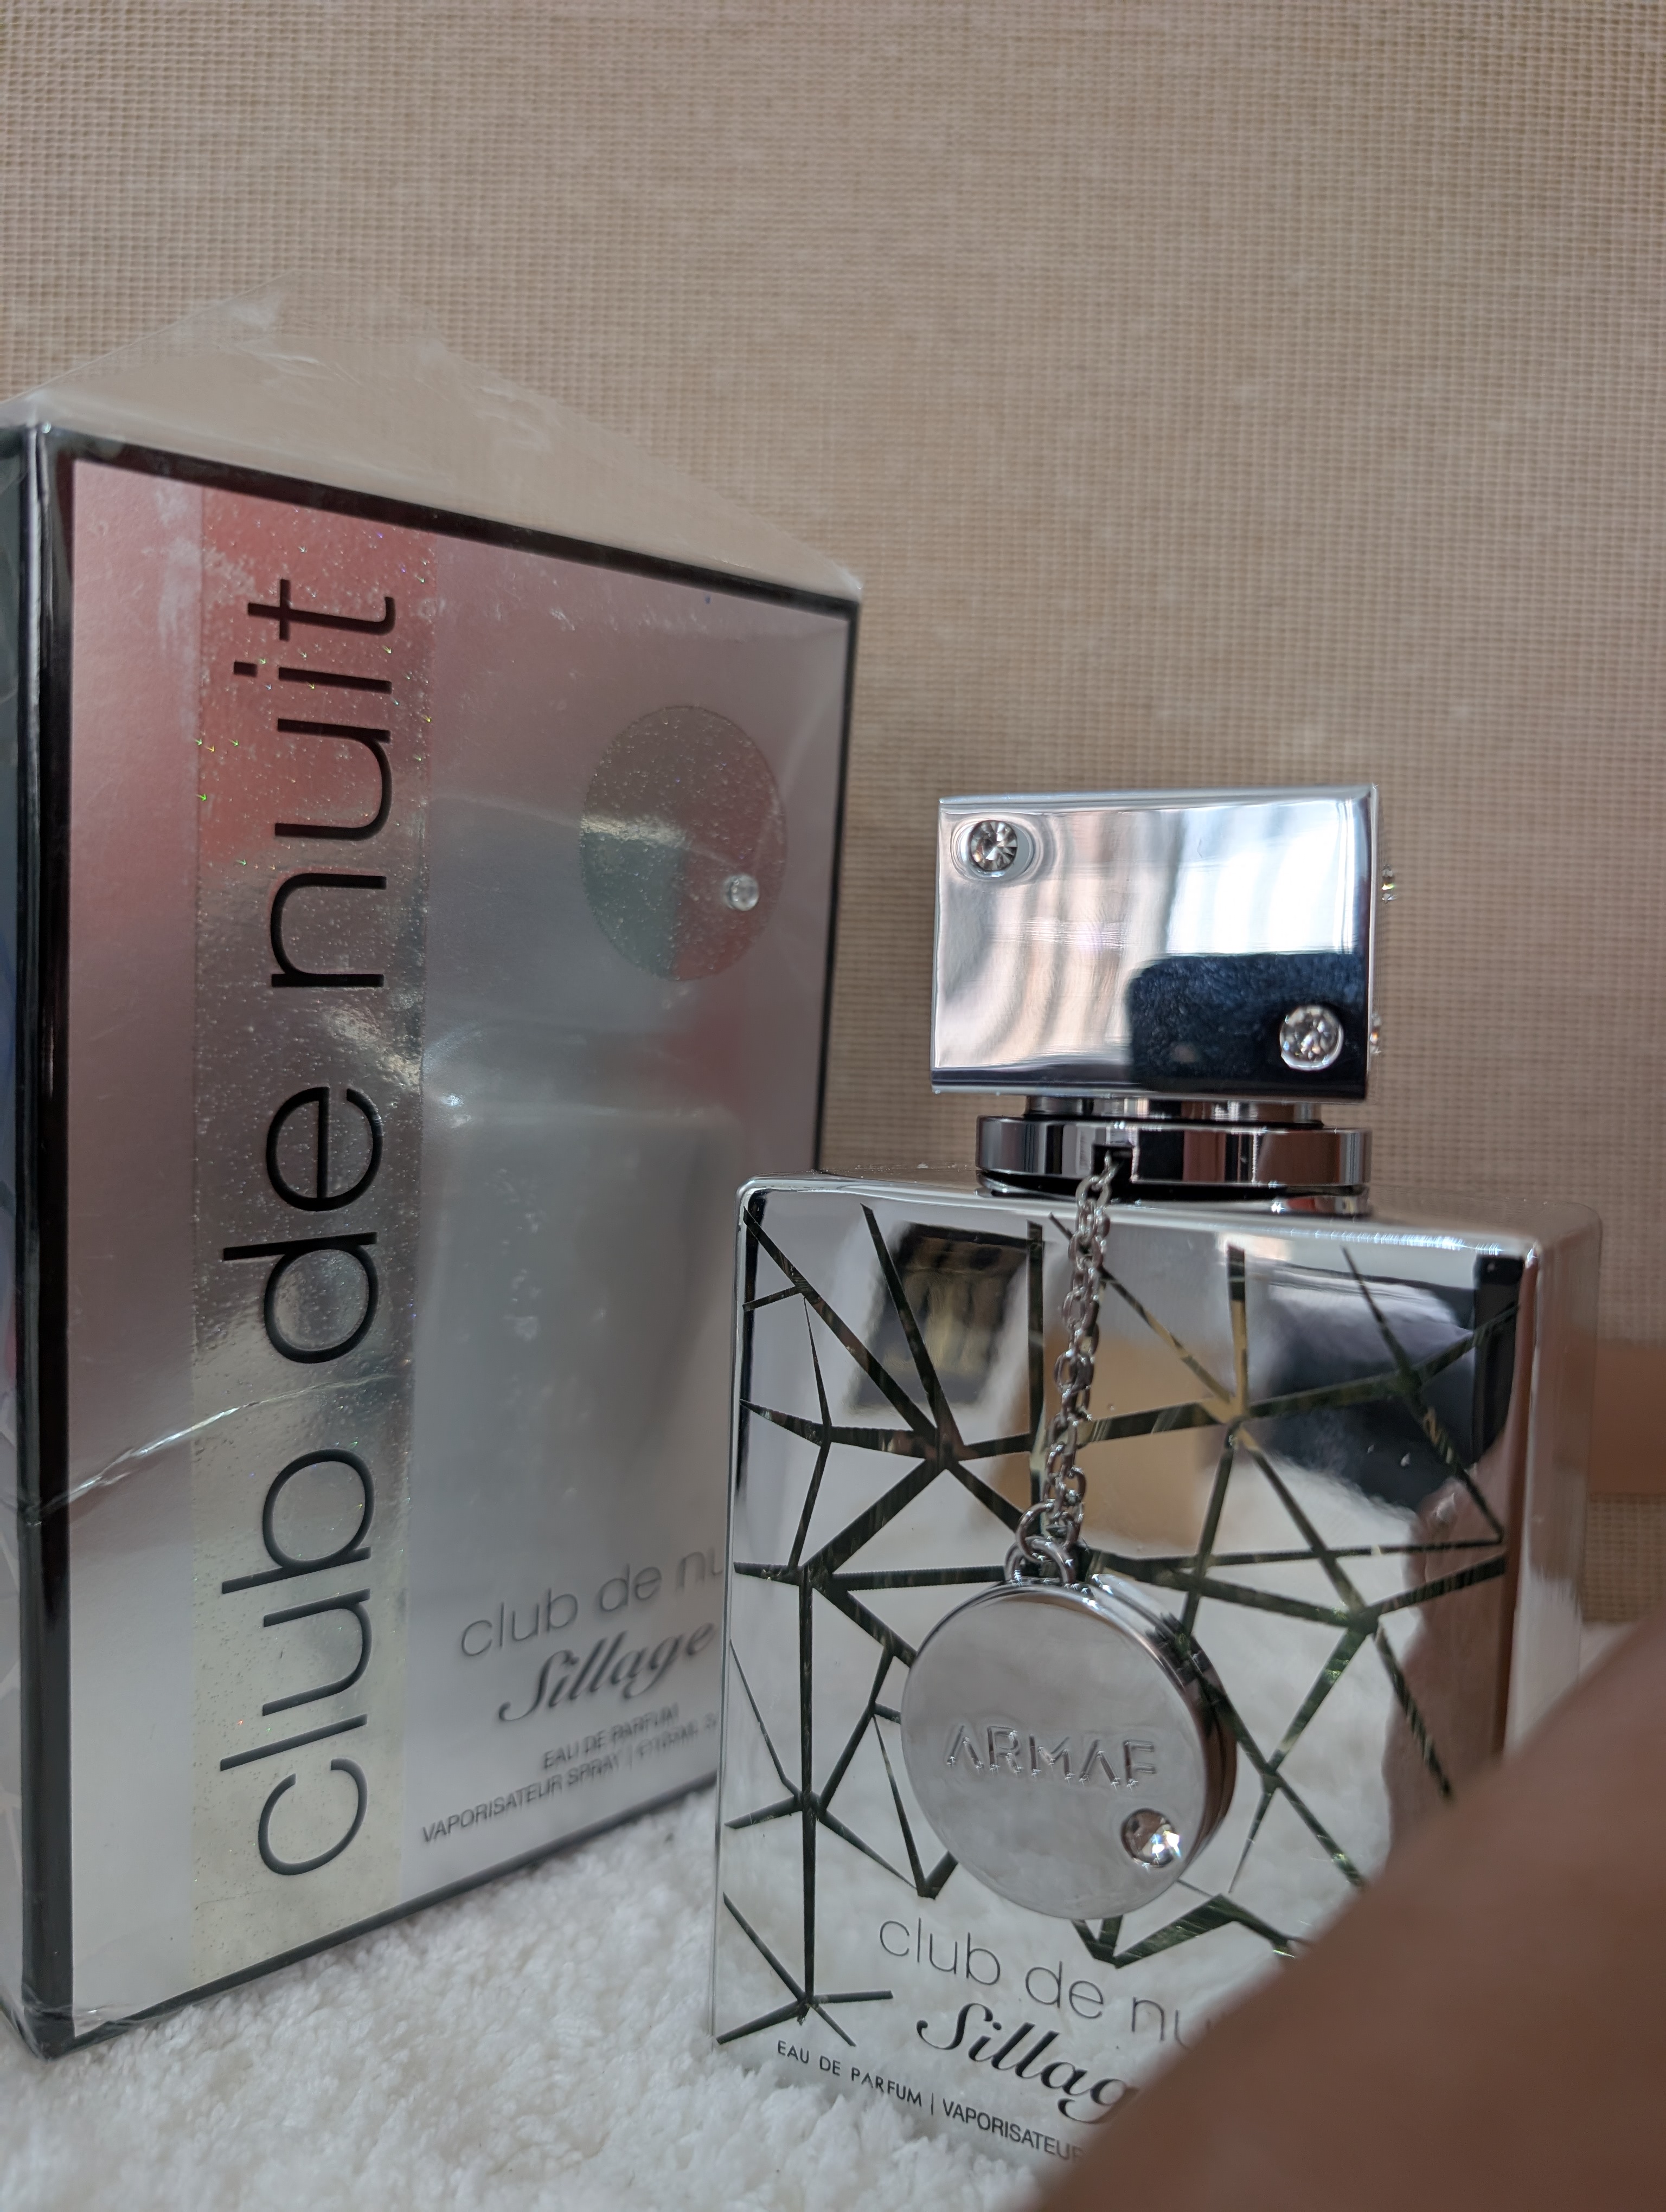 club de nuit
club de nu
Sillage
EAU DE PARFUM
VAPORISATEUR SPRAY
ARMAF
club de nu
Sillag
EAU DE PARFUM | VAPORISATEUR